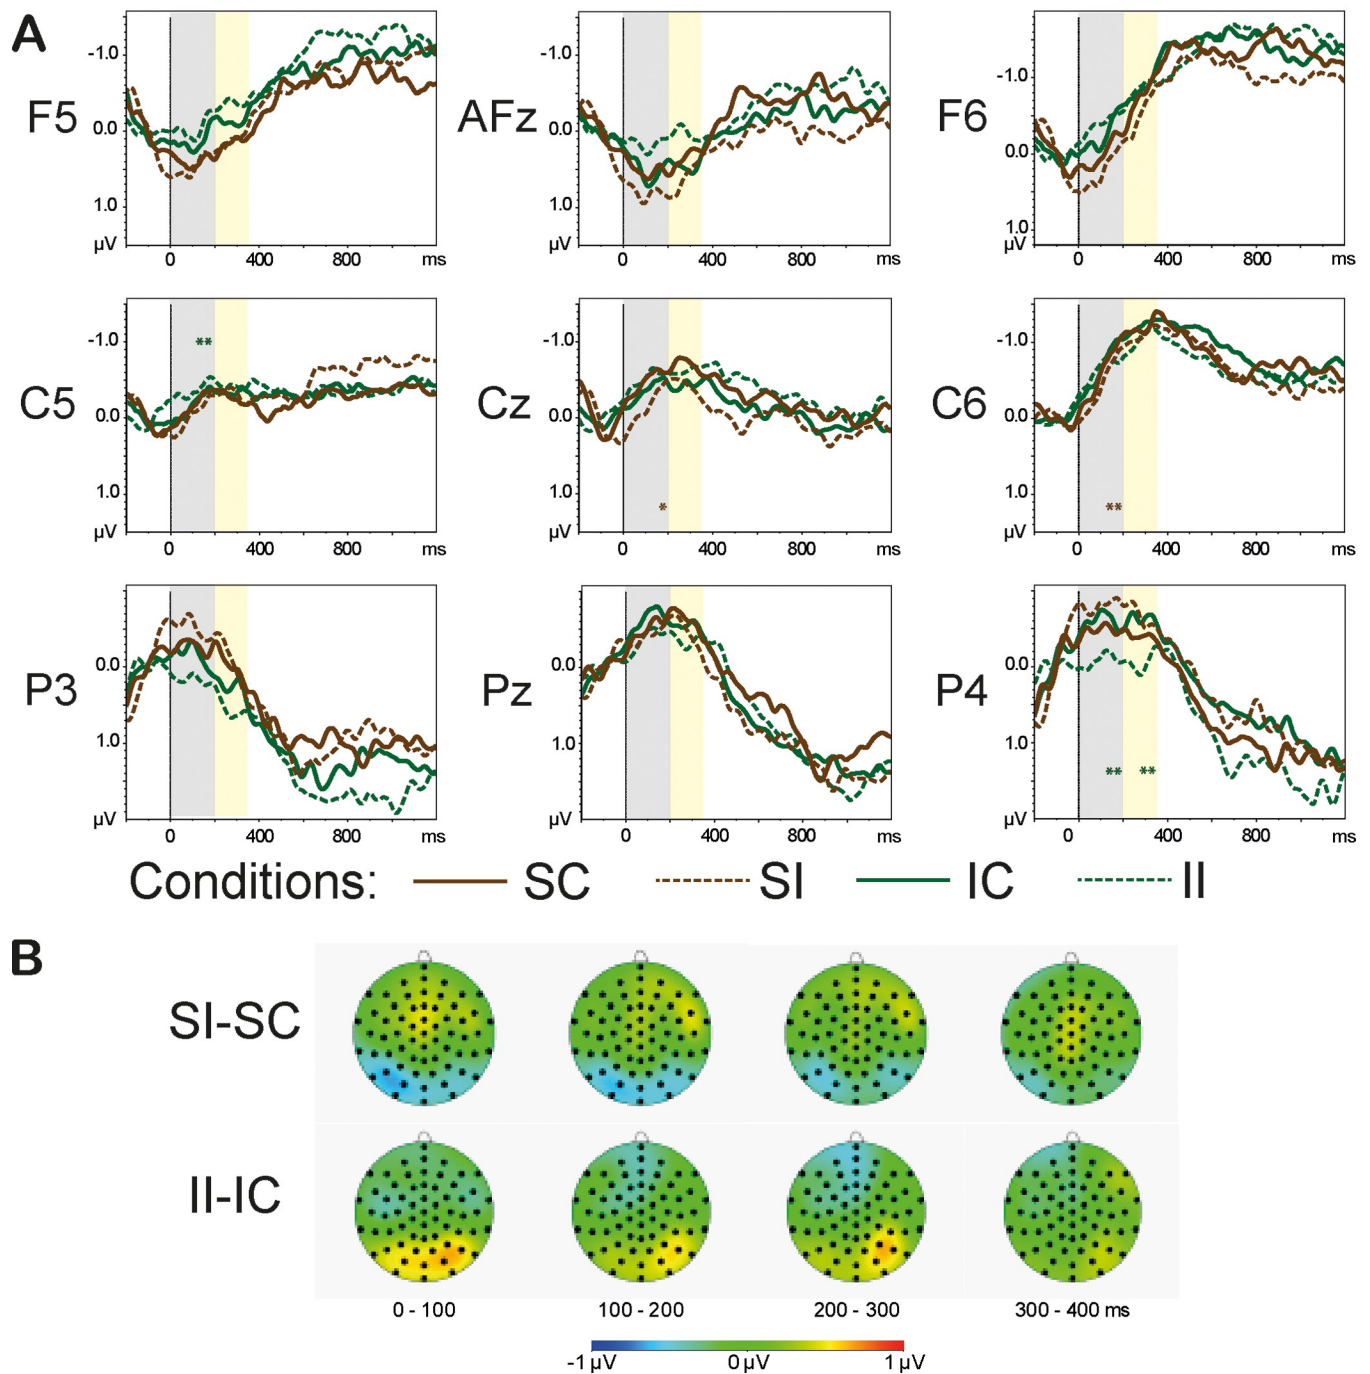 A
F5
-1.0
0.0
1.0
µV
0
400
800
ms
AFz
-1.0
0.0
1.0
µV
0
400
800
ms
F6
-1.0
0.0
1.0
µV
0
400
800
ms
C5
-1.0
0.0
1.0
µV
**
0
400
800
ms
Cz
-1.0
0.0
1.0
µV
*
0
400
800
ms
C6
-1.0
0.0
1.0
µV
**
0
400
800
ms
P3
0.0
1.0
µV
0
400
800
ms
Pz
0.0
1.0
µV
0
400
800
ms
P4
0.0
1.0
µV
** **
0
400
800
ms
Conditions: SC SI IC II
B
SI-SC
II-IC
0 - 100 100 - 200 200 - 300 300 - 400 ms
-1 µV 0 µV 1 µV